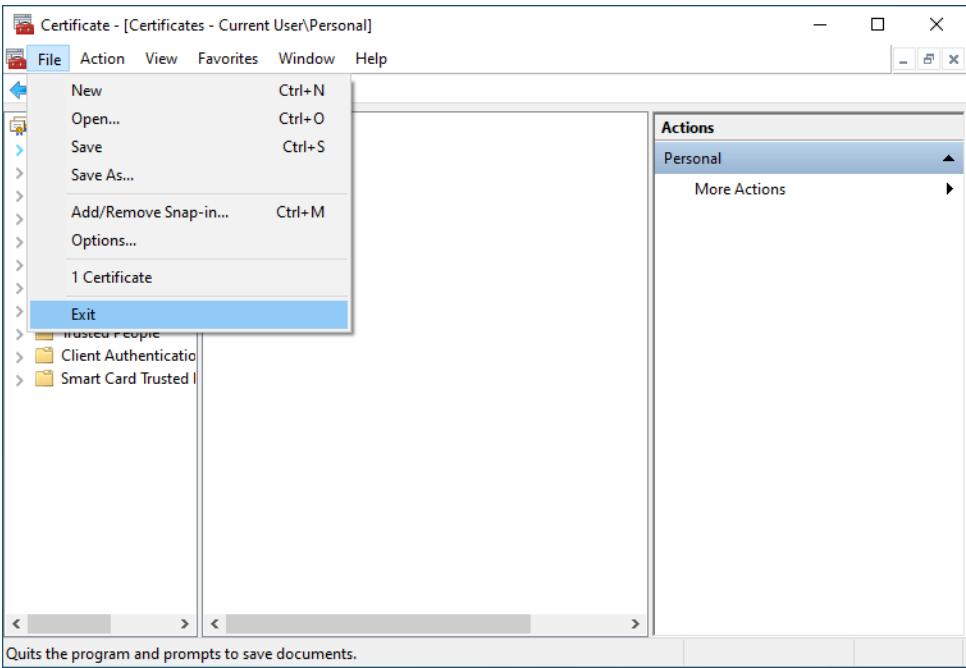 Certificate - [Certificates - Current User\Personal]
File Action View Favorites Window Help
New Ctrl+N
Open... Ctrl+O
Save Ctrl+S
Save As...
Add/Remove Snap-in... Ctrl+M
Options...
1 Certificate
Exit
Trusted People
Client Authenticatio
Smart Card Trusted
Actions
Personal
More Actions
Quits the program and prompts to save documents.